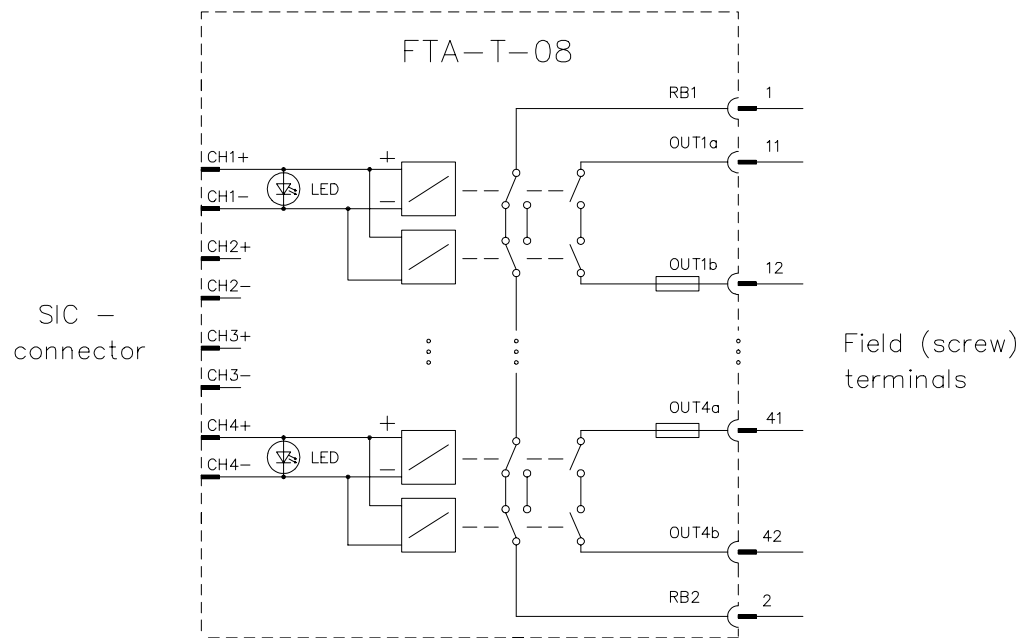 FTA-T-08
RB1
1
OUT1a
11
CH1+
+
LED
CH1-
-
CH2+
OUT1b
12
CH2-
SIC -
connector
CH3+
CH3-
Field (screw)
terminals
OUT4a
41
CH4+
+
LED
CH4-
-
OUT4b
42
RB2
2